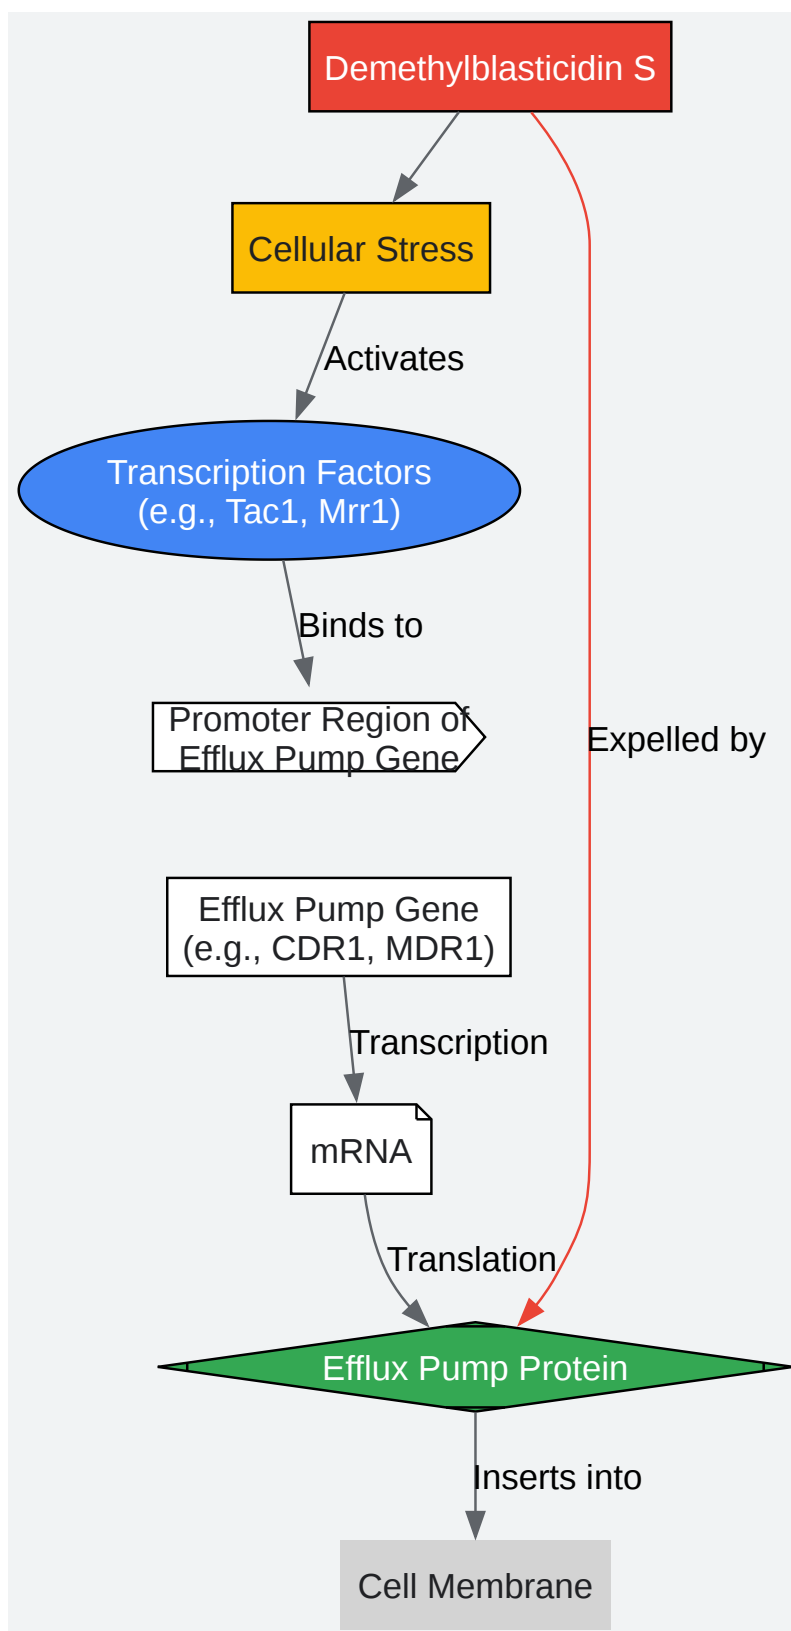 Demethylblasticidin S
Cellular Stress
Activates
Transcription Factors
(e.g., Tac1, Mrr1)
Binds to
Promoter Region of
Efflux Pump Gene
Expelled by
Efflux Pump Gene
(e.g., CDR1, MDR1)
Transcription
mRNA
Translation
Efflux Pump Protein
Inserts into
Cell Membrane